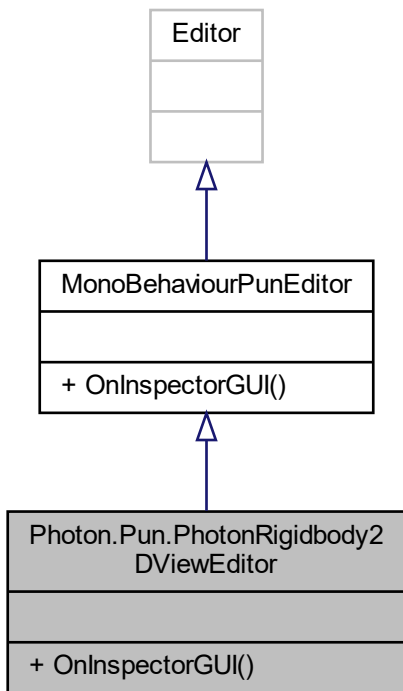 Editor
MonoBehaviourPunEditor
+ OnInspectorGUI()
Photon.Pun.PhotonRigidbody2
DViewEditor
+ OnInspectorGUI()